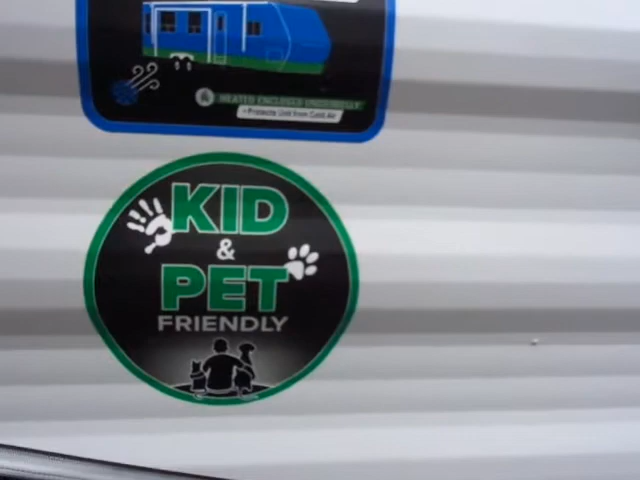 HEATED ENCLOSED UNDERBELLY
• Protects Unit from Cold Air
KID
&
PET
FRIENDLY